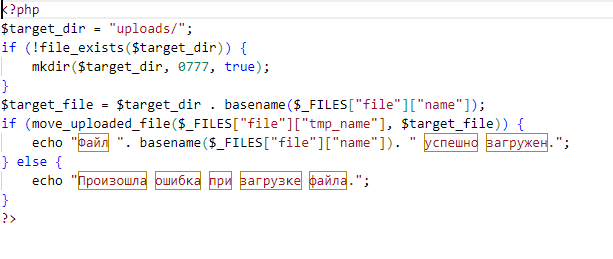 <?php
$target_dir = "uploads/";
if (!file_exists($target_dir)) {
    mkdir($target_dir, 0777, true);
}
$target_file = $target_dir . basename($_FILES["file"]["name"]);
if (move_uploaded_file($_FILES["file"]["tmp_name"], $target_file)) {
    echo "Файл ". basename($_FILES["file"]["name"]). " успешно загружен.";
} else {
    echo "Произошла ошибка при загрузке файла.";
}
?>